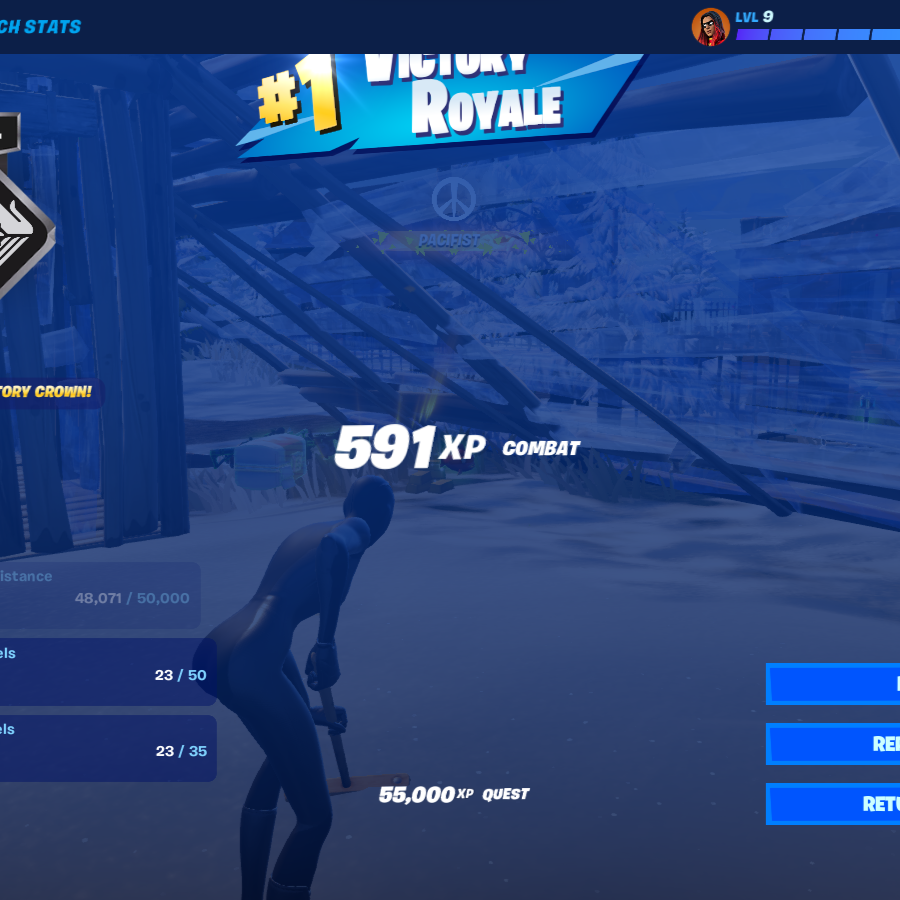 CH STATS
LVL 9
#1 VICTORY
ROYALE
PACIFIST
TORY CROWN!
591 XP COMBAT
istance
48,071 / 50,000
els
23 / 50
els
23 / 35
RE
RETU
55,000 XP QUEST